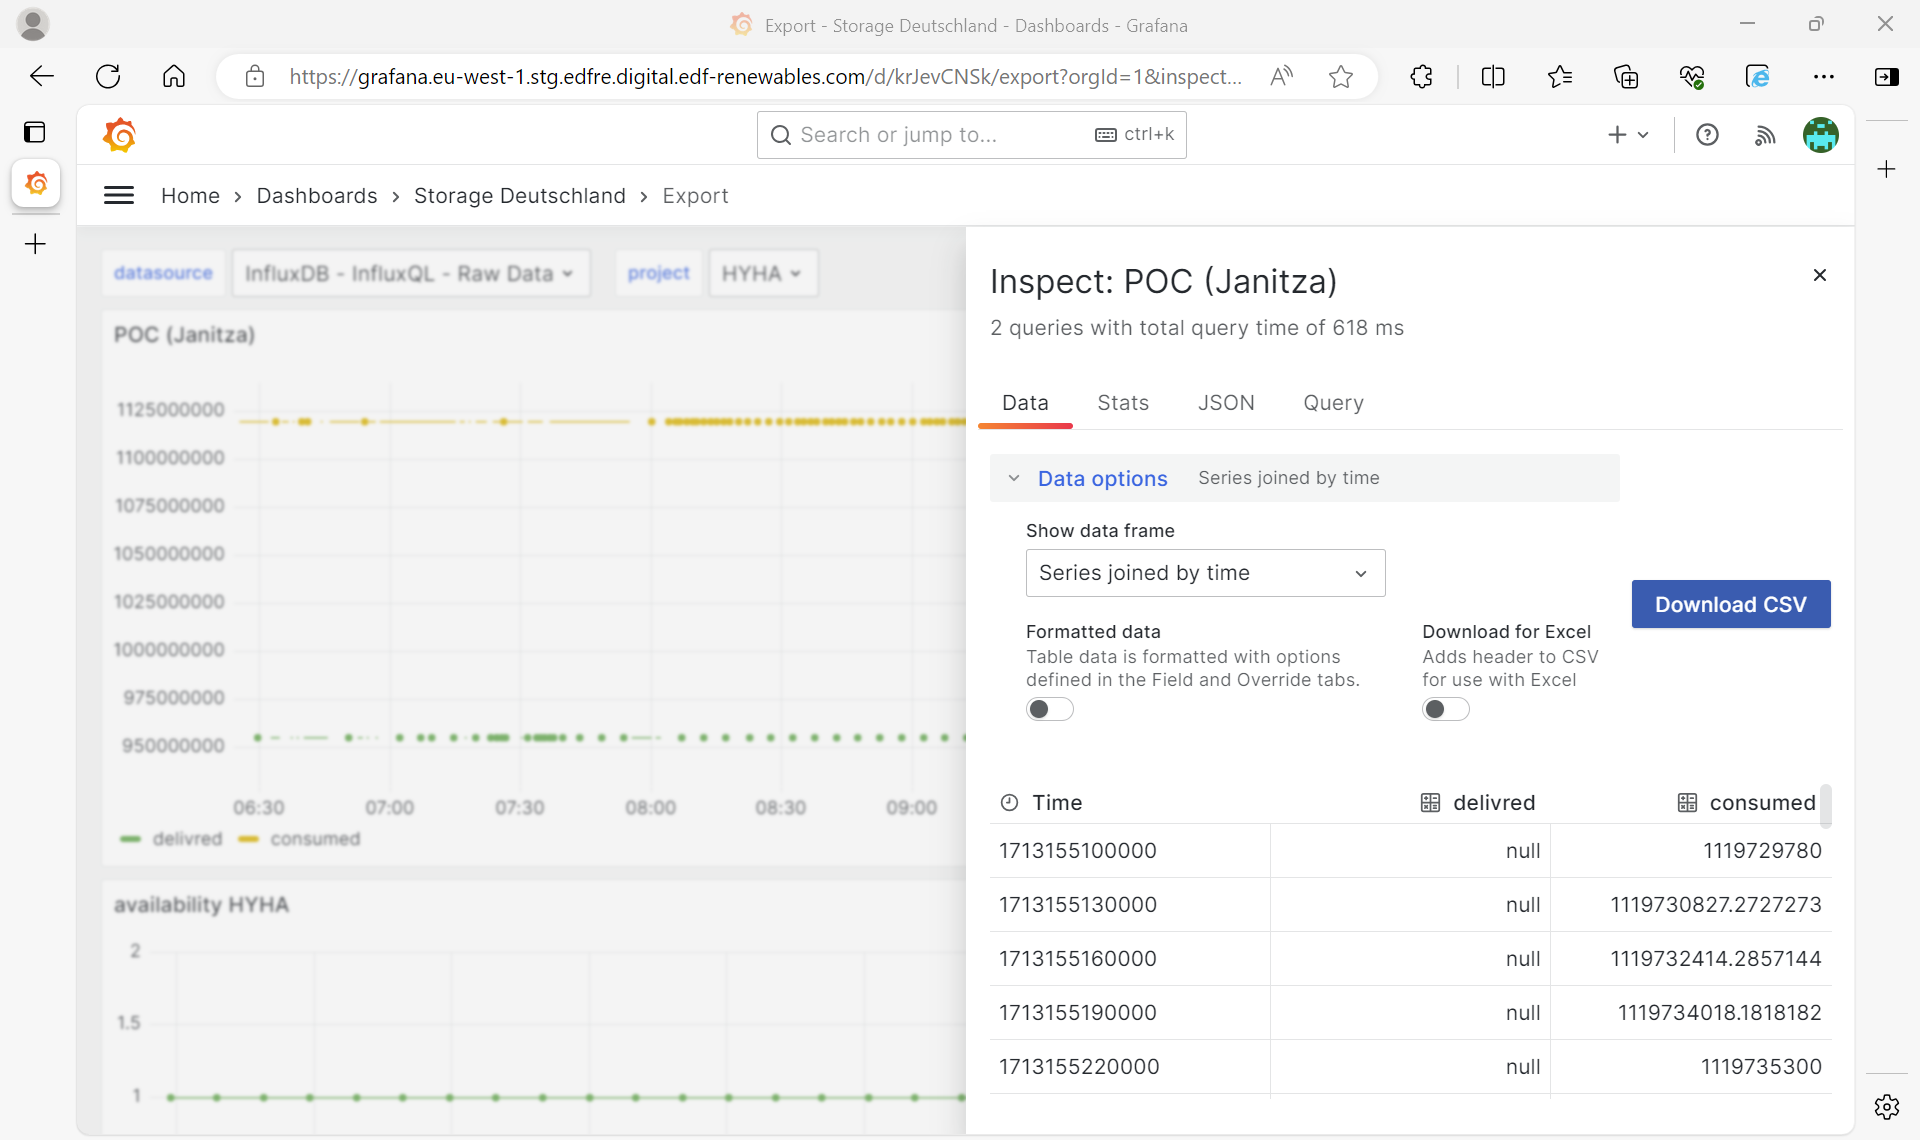 Export - Storage Deutschland - Dashboards - Grafana
https://grafana.eu-west-1.stg.edfre.digital.edf-renewables.com/d/krJevCNSk/export?orgId=1&inspect...
Search or jump to...
ctrl+k
Home › Dashboards › Storage Deutschland › Export
datasource
InfluxDB - InfluxQL - Raw Data
project
HYHA
POC (Janitza)
1125000000
1100000000
1075000000
1050000000
1025000000
1000000000
975000000
950000000
06:30 07:00 07:30 08:00 08:30 09:00
delivred consumed
availability HYHA
2
1.5
1
Inspect: POC (Janitza)
2 queries with total query time of 618 ms
Data Stats JSON Query
Data options Series joined by time
Show data frame
Series joined by time
Download CSV
Formatted data
Table data is formatted with options
defined in the Field and Override tabs.
Download for Excel
Adds header to CSV
for use with Excel
Time delivred consumed
1713155100000 null 1119729780
1713155130000 null 1119730827.2727273
1713155160000 null 1119732414.2857144
1713155190000 null 1119734018.1818182
1713155220000 null 1119735300